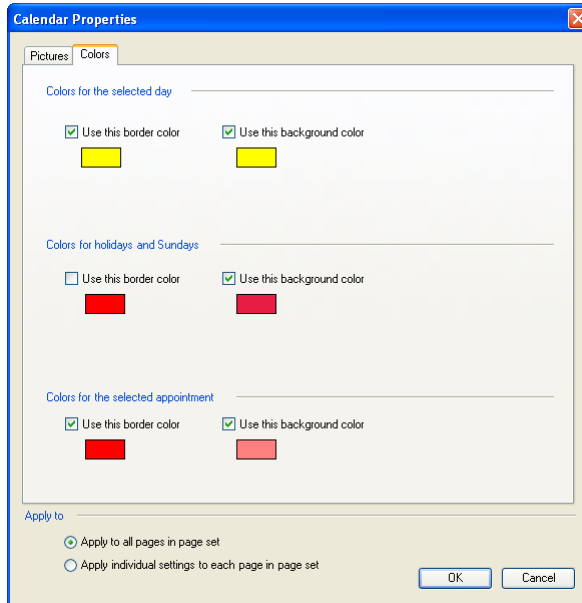 Calendar Properties
Pictures Colors
Colors for the selected day
Use this border color Use this background color
Colors for holidays and Sundays
Use this border color Use this background color
Colors for the selected appointment
Use this border color Use this background color
Apply to
Apply to all pages in page set
Apply individual settings to each page in page set
OK Cancel